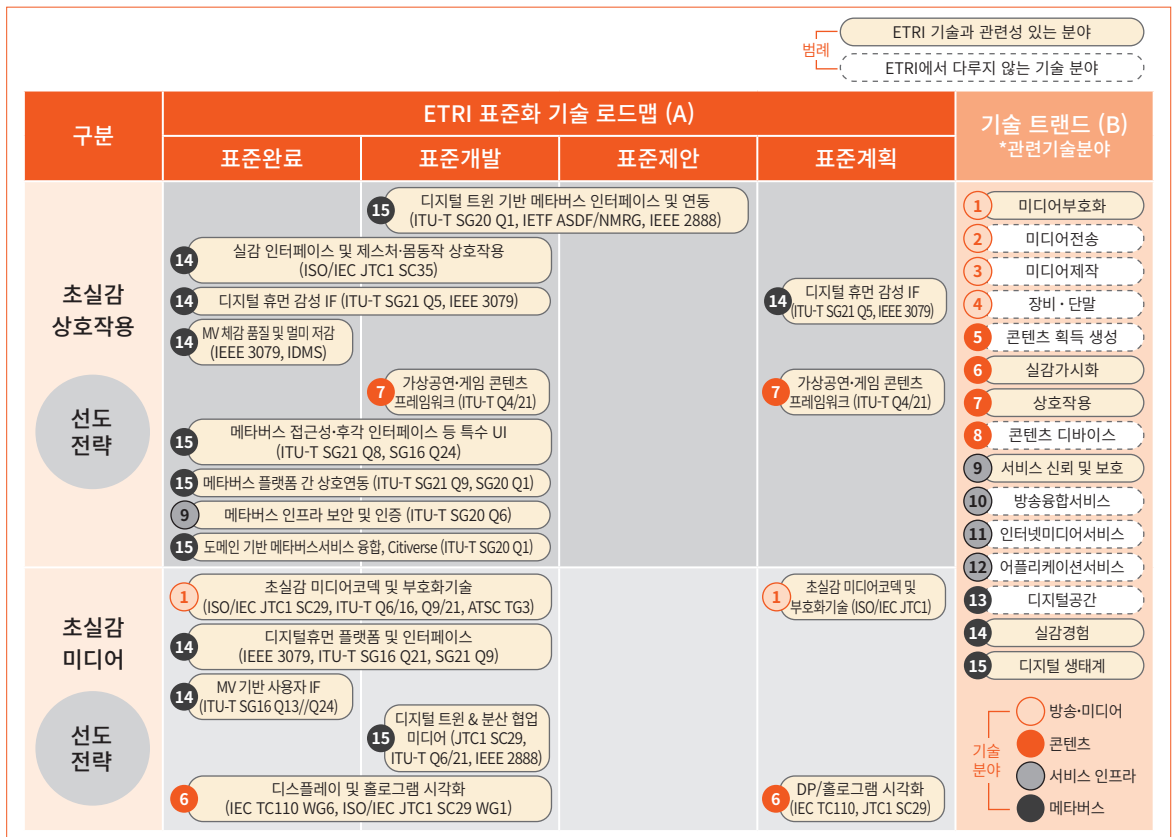 범례
ETRI 기술과 관련성 있는 분야
ETRI에서 다루지 않는 기술 분야
구분
ETRI 표준화 기술 로드맵 (A)
표준완료
표준개발
표준제안
표준계획
기술 트랜드 (B)
*관련기술분야
초실감
상호작용
선도
전략
15
디지털 트윈 기반 메타버스 인터페이스 및 연동
(ITU-T SG20 Q1, IETF ASDF/NMRG, IEEE 2888)
14
실감 인터페이스 및 제스처·몸동작 상호작용
(ISO/IEC JTC1 SC35)
14
디지털 휴먼 감성 IF (ITU-T SG21 Q5, IEEE 3079)
14
디지털 휴먼 감성 IF
(ITU-T SG21 Q5, IEEE 3079)
14
MV 체감 품질 및 멀미 저감
(IEEE 3079, IDMS)
7
가상공연·게임 콘텐츠
프레임워크 (ITU-T Q4/21)
7
가상공연·게임 콘텐츠
프레임워크 (ITU-T Q4/21)
15
메타버스 접근성·후각 인터페이스 등 특수 UI
(ITU-T SG21 Q8, SG16 Q24)
15
메타버스 플랫폼 간 상호연동 (ITU-T SG21 Q9, SG20 Q1)
9
메타버스 인프라 보안 및 인증 (ITU-T SG20 Q6)
15
도메인 기반 메타버스서비스 융합, Citiverse (ITU-T SG20 Q1)
초실감
미디어
선도
전략
1
초실감 미디어코덱 및 부호화기술
(ISO/IEC JTC1 SC29, ITU-T Q6/16, Q9/21, ATSC TG3)
1
초실감 미디어코덱 및
부호화기술 (ISO/IEC JTC1)
14
디지털휴먼 플랫폼 및 인터페이스
(IEEE 3079, ITU-T SG16 Q21, SG21 Q9)
14
MV 기반 사용자 IF
(ITU-T SG16 Q13//Q24)
15
디지털 트윈 & 분산 협업
미디어 (JTC1 SC29,
ITU-T Q6/21, IEEE 2888)
6
디스플레이 및 홀로그램 시각화
(IEC TC110 WG6, ISO/IEC JTC1 SC29 WG1)
6
DP/홀로그램 시각화
(IEC TC110, JTC1 SC29)
1 미디어부호화
2 미디어전송
3 미디어제작
4 장비·단말
5 콘텐츠 획득 생성
6 실감가시화
7 상호작용
8 콘텐츠 디바이스
9 서비스 신뢰 및 보호
10 방송융합서비스
11 인터넷미디어서비스
12 어플리케이션서비스
13 디지털공간
14 실감경험
15 디지털 생태계
기술
분야
방송·미디어
콘텐츠
서비스 인프라
메타버스